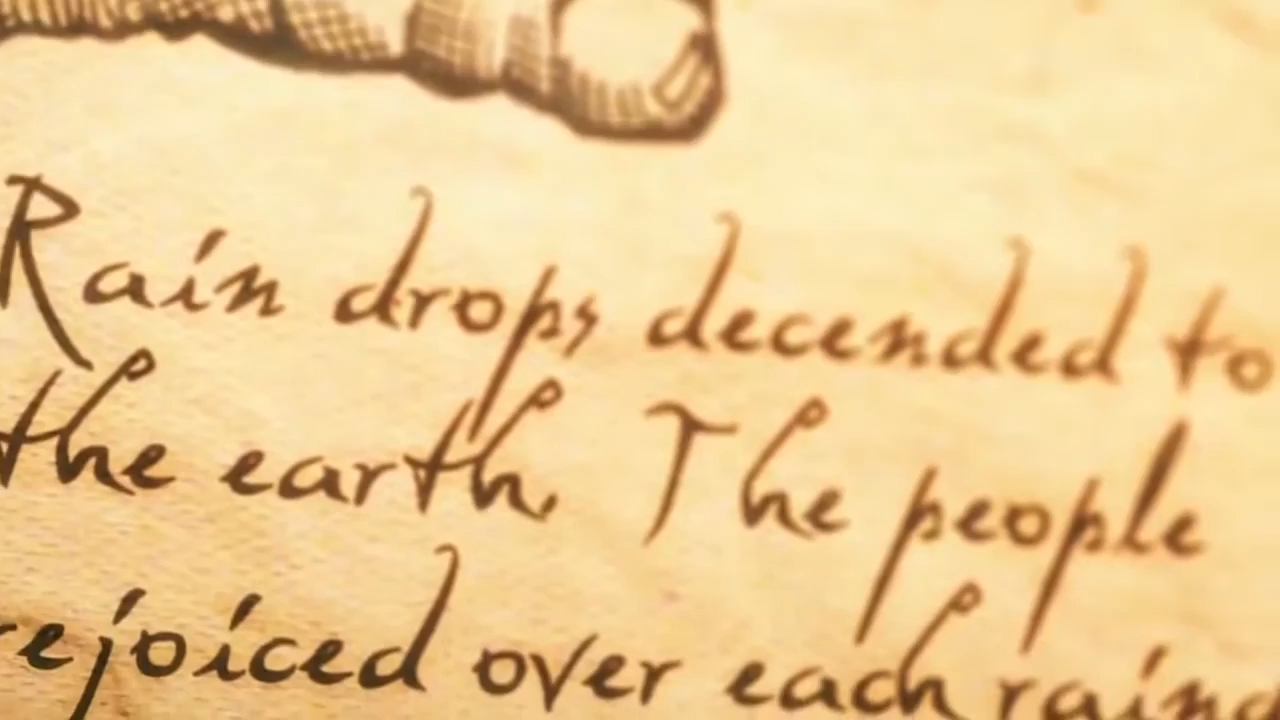 Rain drops decended to
the earth. The people
rejoiced over each